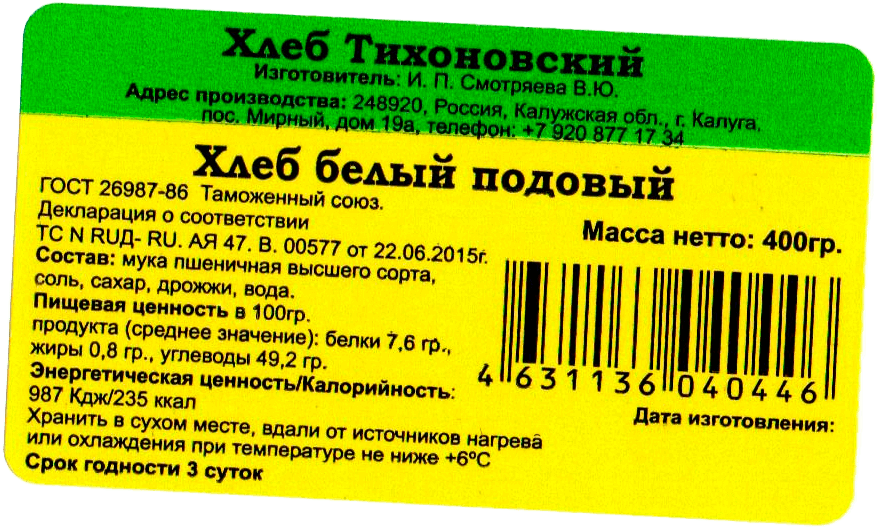 Хлеб Тихоновский
Изготовитель: И. П. Смотряева В.Ю.
Адрес производства: 248920, Россия, Калужская обл., г. Калуга,
пос. Мирный, дом 19а, телефон: +7 920 877 17 34
Хлеб белый подовый
ГОСТ 26987-86 Таможенный союз.
Декларация о соответствии
ТС N RUД- RU. АЯ 47. В. 00577 от 22.06.2015г.
Состав: мука пшеничная высшего сорта,
соль, сахар, дрожжи, вода.
Пищевая ценность в 100гр.
продукта (среднее значение): белки 7,6 гр.,
жиры 0,8 гр., углеводы 49,2 гр.
Энергетическая ценность/Калорийность:
987 Кдж/235 ккал
Хранить в сухом месте, вдали от источников нагрева
или охлаждения при температуре не ниже +6ºС
Срок годности 3 суток
Масса нетто: 400гр.
4 631136 040446
Дата изготовления: